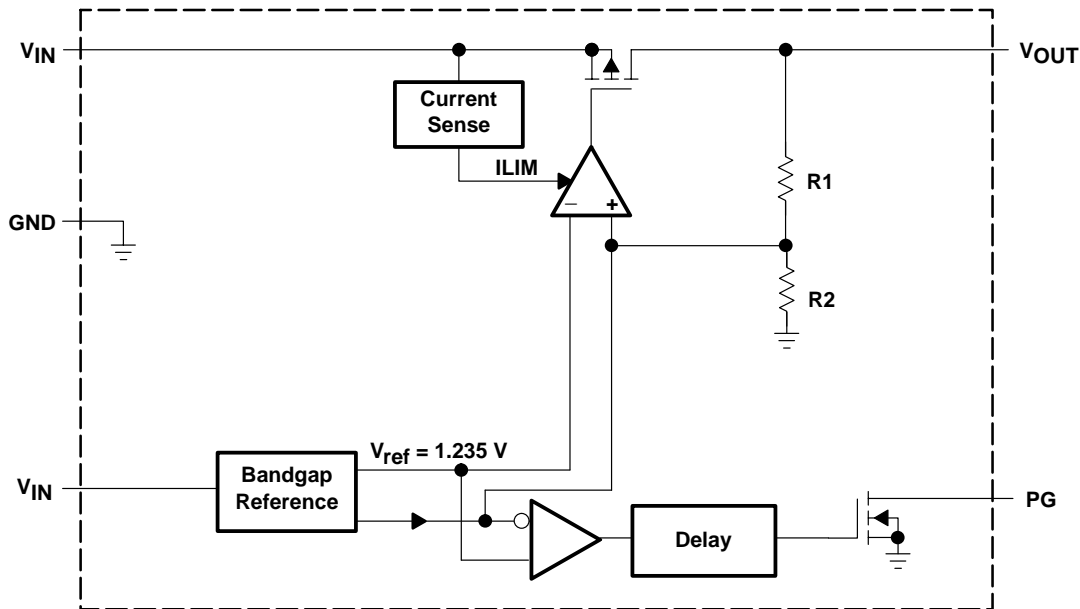 VIN
VOUT
Current
Sense
ILIM
R1
– +
GND
R2
Vref = 1.235 V
Bandgap
Reference
VIN
PG
Delay